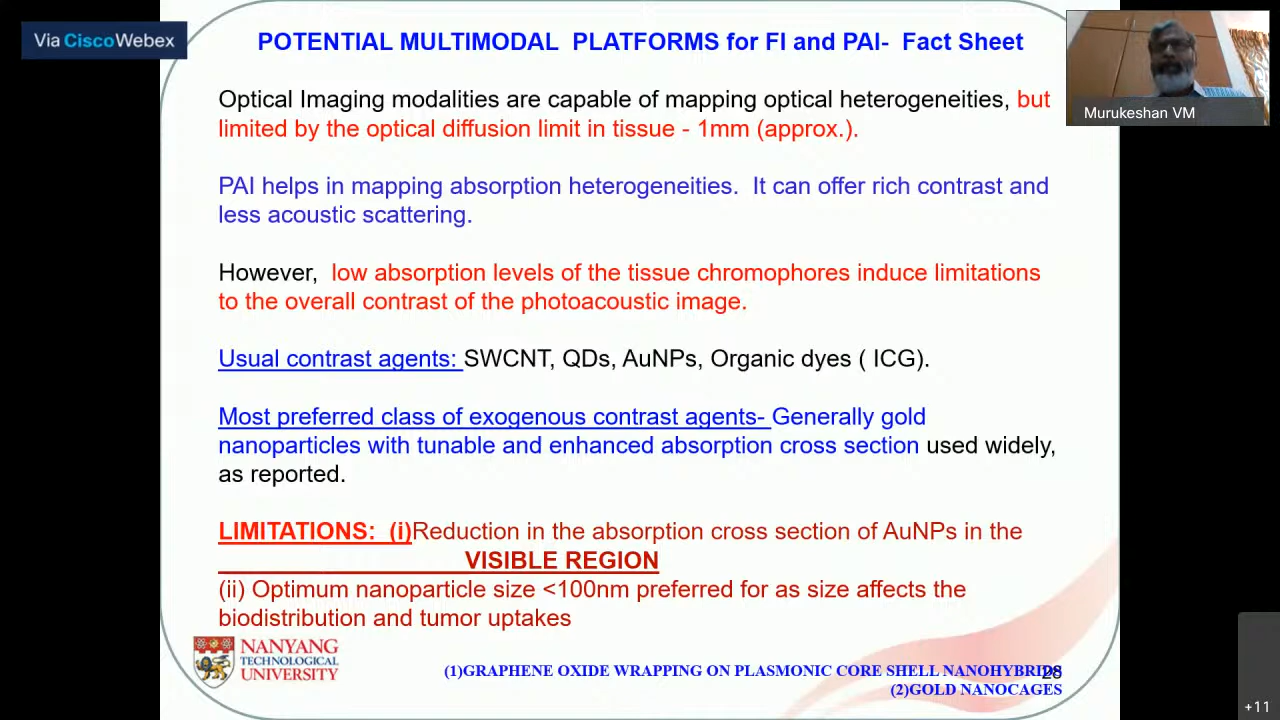 Via CiscoWebex
POTENTIAL MULTIMODAL PLATFORMS for FI and PAI- Fact Sheet
Murukeshan VM
Optical Imaging modalities are capable of mapping optical heterogeneities, but
limited by the optical diffusion limit in tissue - 1mm (approx.).
PAI helps in mapping absorption heterogeneities. It can offer rich contrast and
less acoustic scattering.
However, low absorption levels of the tissue chromophores induce limitations
to the overall contrast of the photoacoustic image.
Usual contrast agents: SWCNT, QDs, AuNPs, Organic dyes ( ICG).
Most preferred class of exogenous contrast agents- Generally gold
nanoparticles with tunable and enhanced absorption cross section used widely,
as reported.
LIMITATIONS: (i)Reduction in the absorption cross section of AuNPs in the
VISIBLE REGION
(ii) Optimum nanoparticle size <100nm preferred for as size affects the
biodistribution and tumor uptakes
NANYANG
TECHNOLOGICAL
UNIVERSITY
(1)GRAPHENE OXIDE WRAPPING ON PLASMONIC CORE SHELL NANOHYBRIDS
28
(2)GOLD NANOCAGES
+11